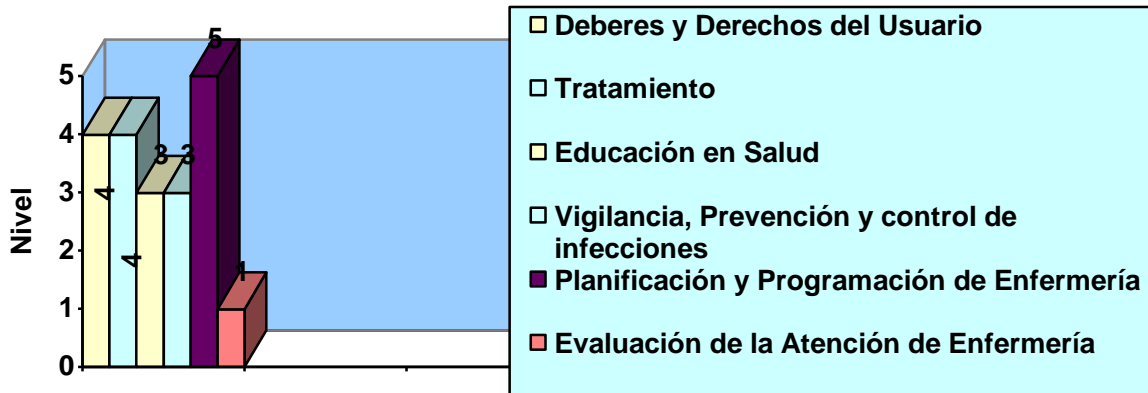 5
4
3
2
1
0
Nivel
4
4
3
3
5
1
Deberes y Derechos del Usuario
Tratamiento
Educación en Salud
Vigilancia, Prevención y control de
infecciones
Planificación y Programación de Enfermería
Evaluación de la Atención de Enfermería